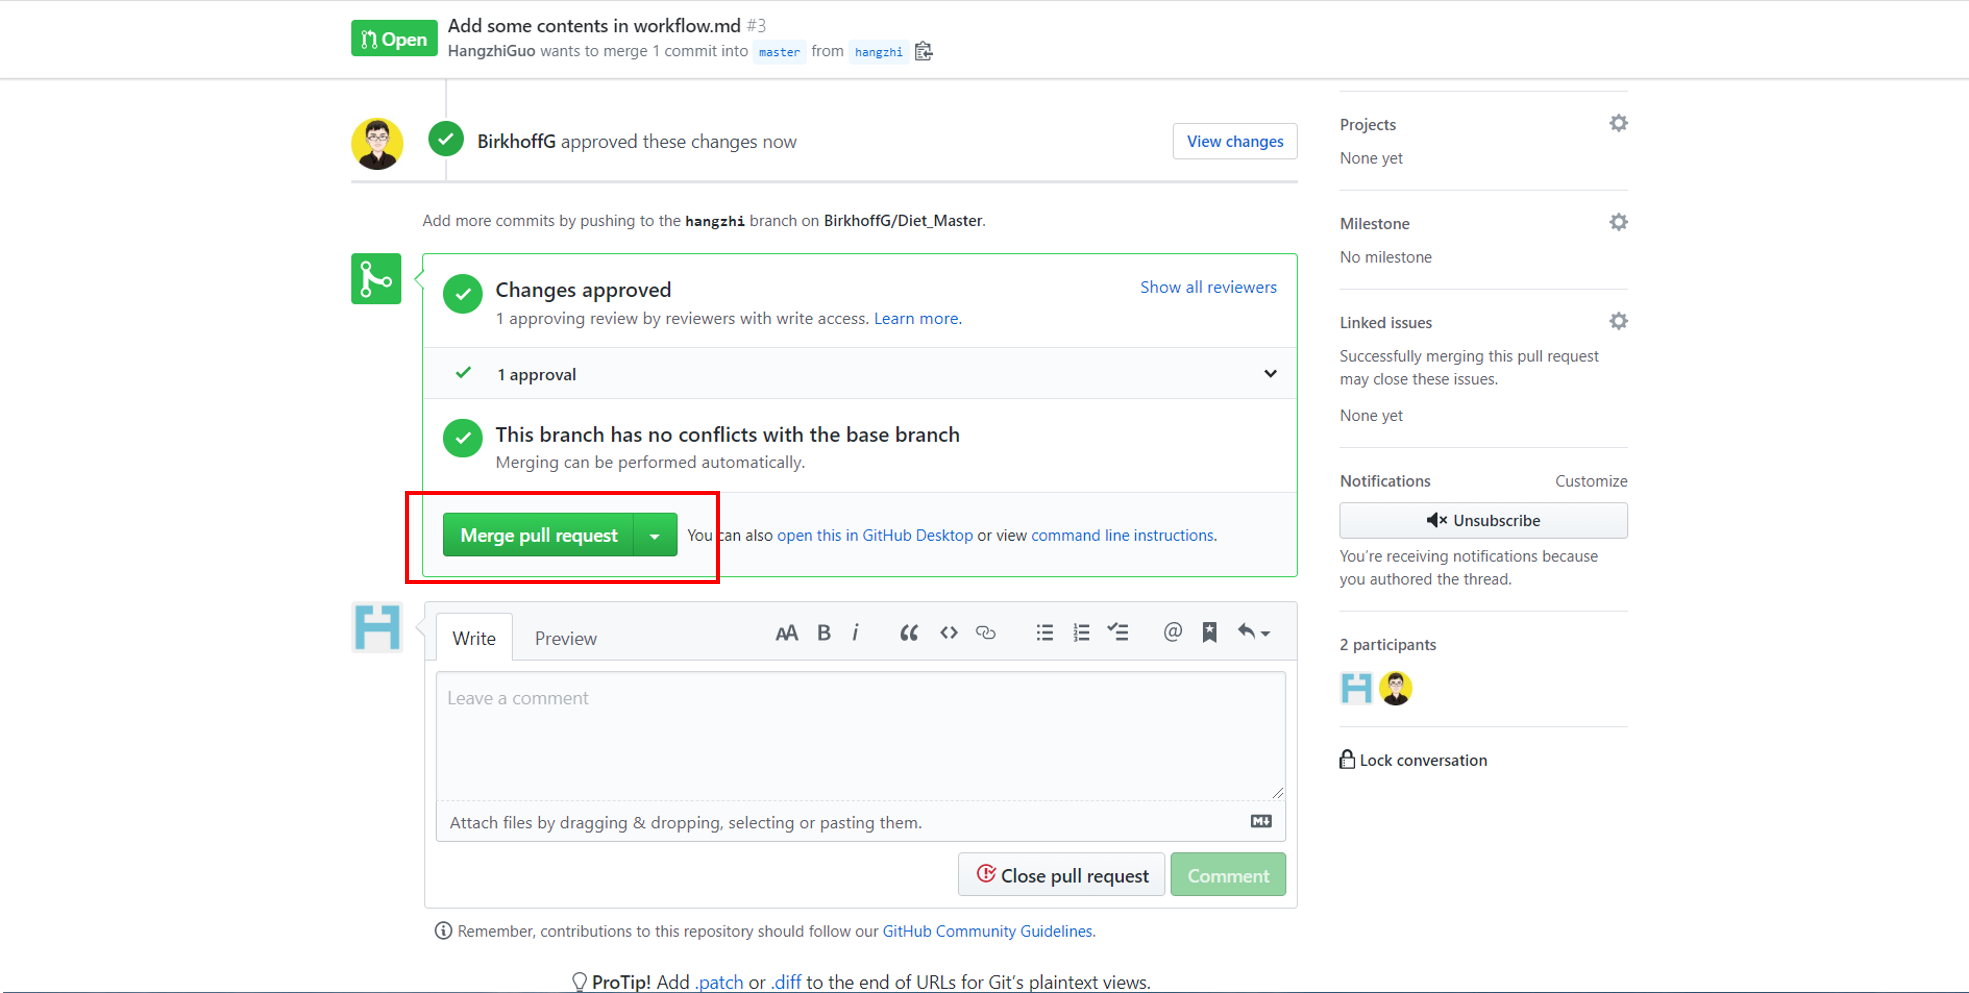 Open
Add some contents in workflow.md #3
HangzhiGuo wants to merge 1 commit into master from hangzhi
BirkhoffG approved these changes now
View changes
Add more commits by pushing to the hangzhi branch on BirkhoffG/Diet_Master.
Changes approved
Show all reviewers
1 approving review by reviewers with write access. Learn more.
1 approval
This branch has no conflicts with the base branch
Merging can be performed automatically.
Merge pull request
You can also open this in GitHub Desktop or view command line instructions.
Write
Preview
AA B i
Leave a comment
Attach files by dragging & dropping, selecting or pasting them.
Close pull request
Comment
Remember, contributions to this repository should follow our GitHub Community Guidelines.
ProTip! Add .patch or .diff to the end of URLs for Git’s plaintext views.
Projects
None yet
Milestone
No milestone
Linked issues
Successfully merging this pull request
may close these issues.
None yet
Notifications
Customize
Unsubscribe
You’re receiving notifications because
you authored the thread.
2 participants
Lock conversation